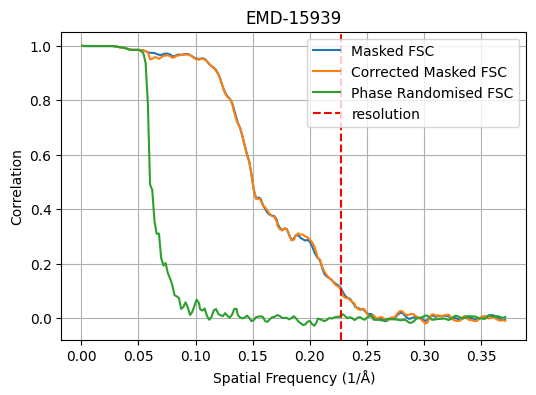 EMD-15939
Masked FSC
Corrected Masked FSC
Phase Randomised FSC
resolution
Correlation
1.0
0.8
0.6
0.4
0.2
0.0
0.00 0.05 0.10 0.15 0.20 0.25 0.30 0.35
Spatial Frequency (1/Å)